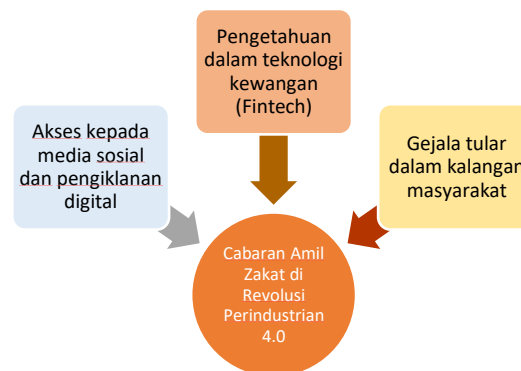 Pengetahuan
dalam teknologi
kewangan
(Fintech)
Akses kepada
media sosial
dan pengiklanan
digital
Gejala tular
dalam kalangan
masyarakat
Cabaran Amil
Zakat di
Revolusi
Perindustrian
4.0